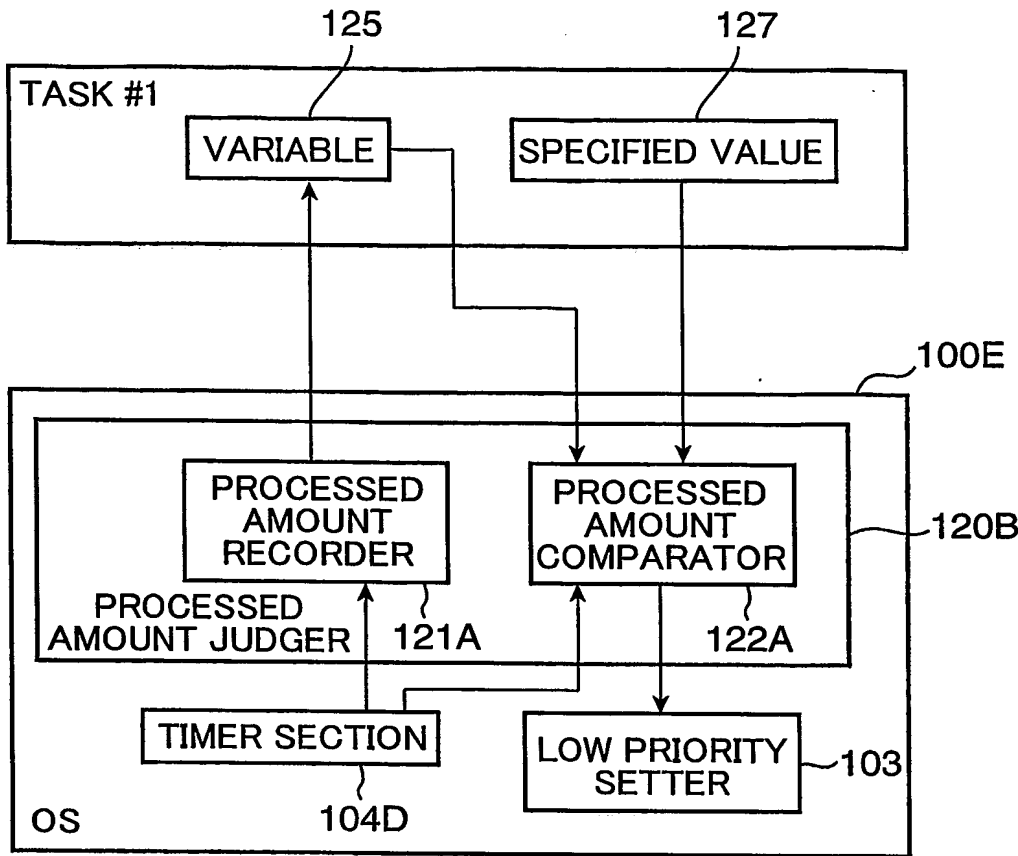 125
127
TASK #1
VARIABLE
SPECIFIED VALUE
100E
PROCESSED
AMOUNT
RECORDER
PROCESSED
AMOUNT
COMPARATOR
120B
PROCESSED
AMOUNT JUDGER
121A
122A
TIMER SECTION
LOW PRIORITY
SETTER
103
104D
OS